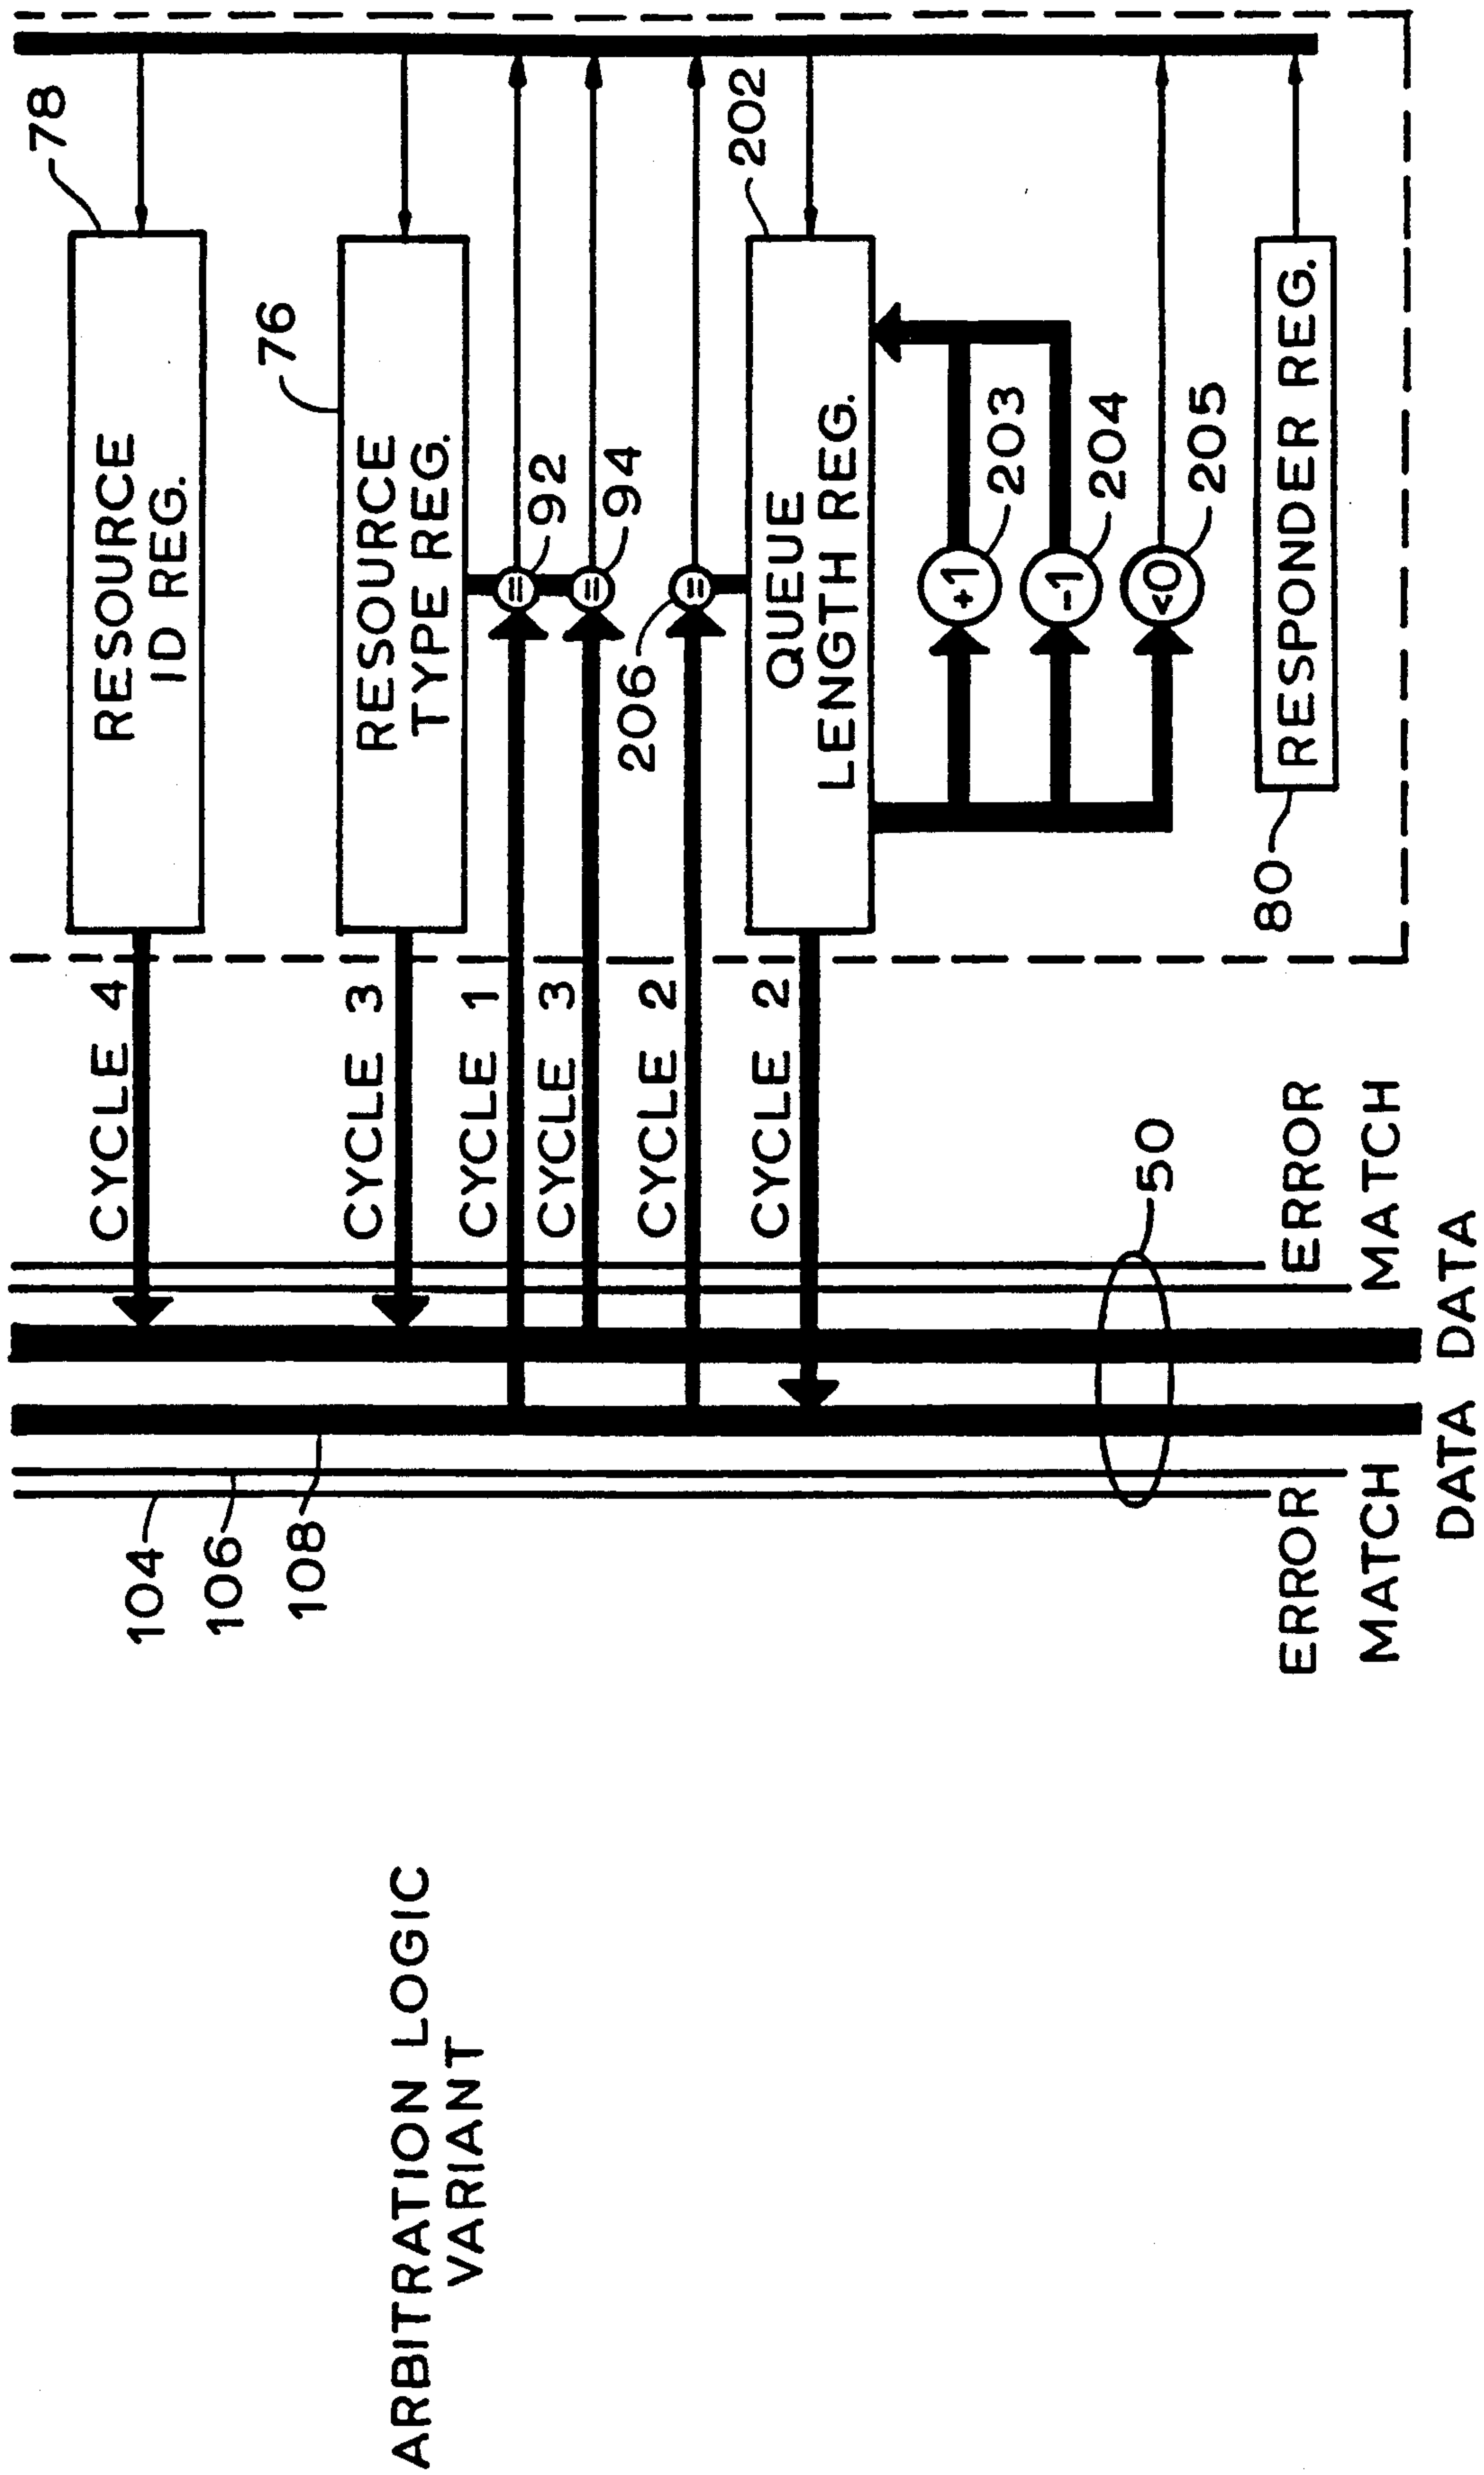 78
RESOURCE
ID REG.
CYCLE 4
104
76
RESOURCE
TYPE REG.
CYCLE 3
106
108
CYCLE 1
=
92
CYCLE 3
=
94
206
CYCLE 2
=
202
QUEUE
LENGTH REG.
CYCLE 2
+1
203
-1
204
<0
205
50
80
RESPONDER REG.
ERROR
MATCH
DATA
DATA
ERROR
MATCH
ARBITRATION LOGIC
VARIANT